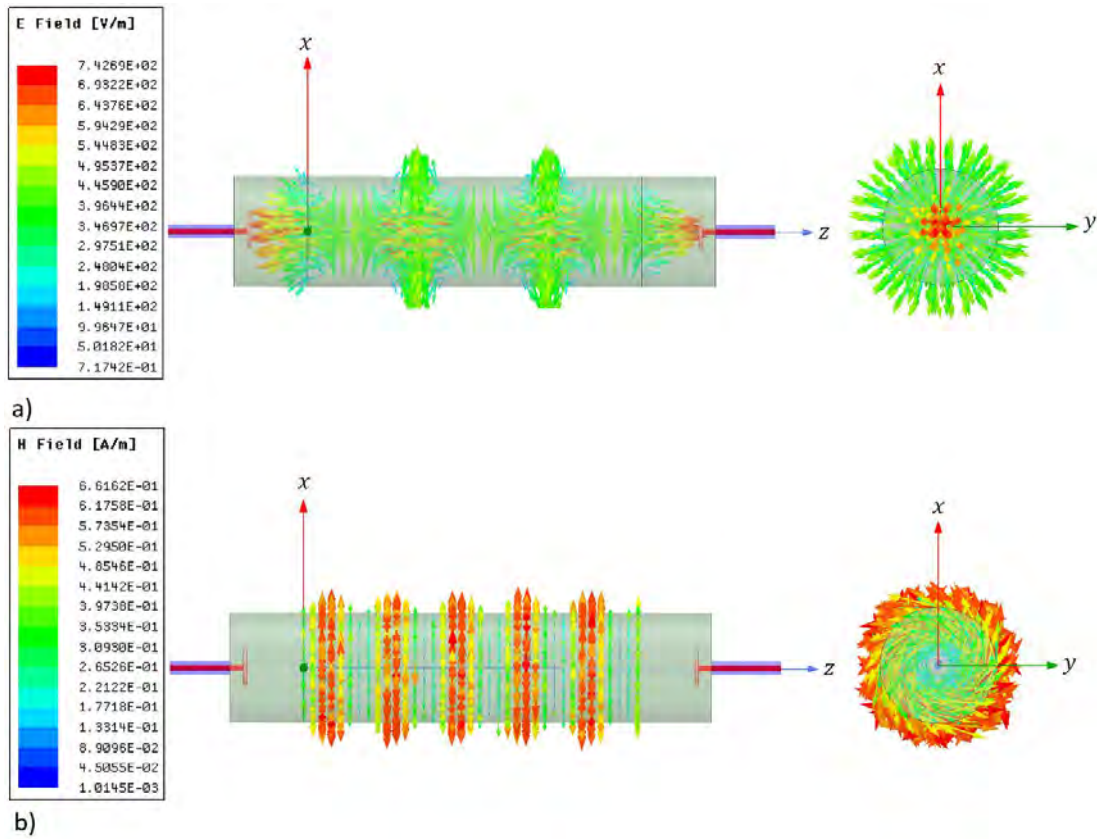 E Field [V/m]
7.4269E+02
6.9322E+02
6.4376E+02
5.9429E+02
5.4483E+02
4.9537E+02
4.4590E+02
3.9644E+02
3.4697E+02
2.9751E+02
2.4804E+02
1.9858E+02
1.4911E+02
9.9647E+01
5.0182E+01
7.1742E-01
x
z
x
y
a)
H Field [A/m]
6.6162E-01
6.1758E-01
5.7354E-01
5.2950E-01
4.8546E-01
4.4142E-01
3.9738E-01
3.5334E-01
3.0930E-01
2.6526E-01
2.2122E-01
1.7718E-01
1.3314E-01
8.9096E-02
4.5055E-02
1.0145E-03
x
z
x
y
b)